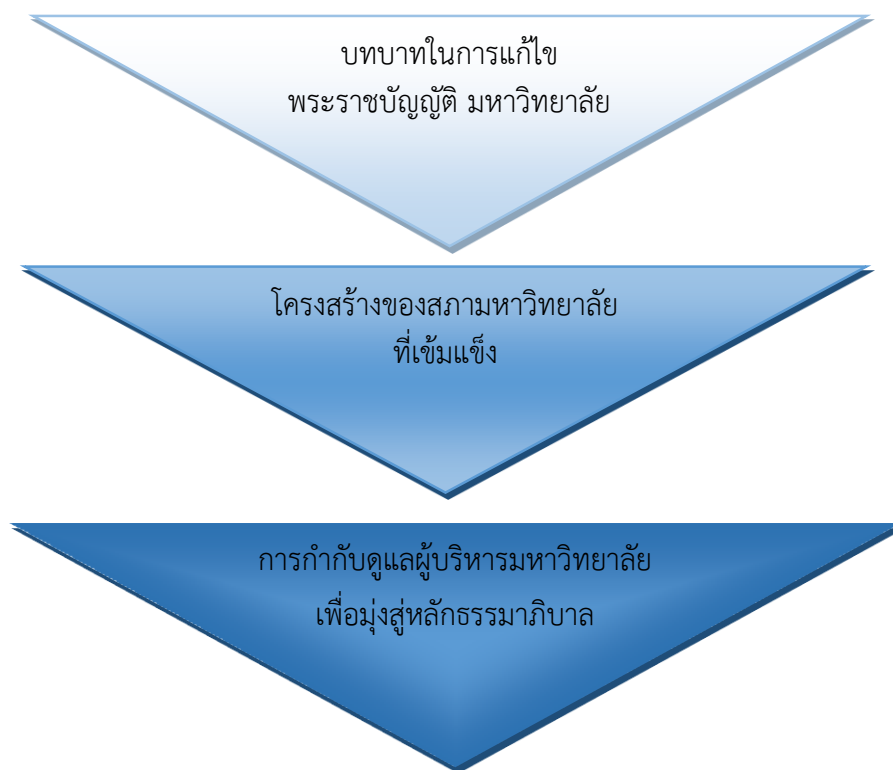 บทบาทในการแก้ไข
พระราชบัญญัติ มหาวิทยาลัย
โครงสร้างของสภามหาวิทยาลัย
ที่เข้มแข็ง
การกำกับดูแลผู้บริหารมหาวิทยาลัย
เพื่อมุ่งสู่หลักธรรมาภิบาล